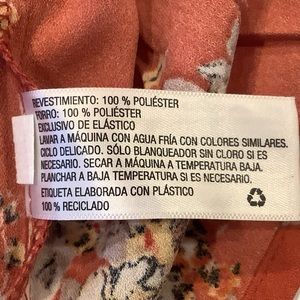 REVESTIMIENTO: 100 % POLIÉSTER
FORRO: 100 % POLIÉSTER
EXCLUSIVO DE ELÁSTICO
LAVAR A MÁQUINA CON AGUA FRÍA CON COLORES SIMILARES.
CICLO DELICADO. SÓLO BLANQUEADOR SIN CLORO SI ES
NECESARIO. SECAR A MÁQUINA A TEMPERATURA BAJA.
PLANCHAR A BAJA TEMPERATURA SI ES NECESARIO.
ETIQUETA ELABORADA CON PLÁSTICO
100 % RECICLADO